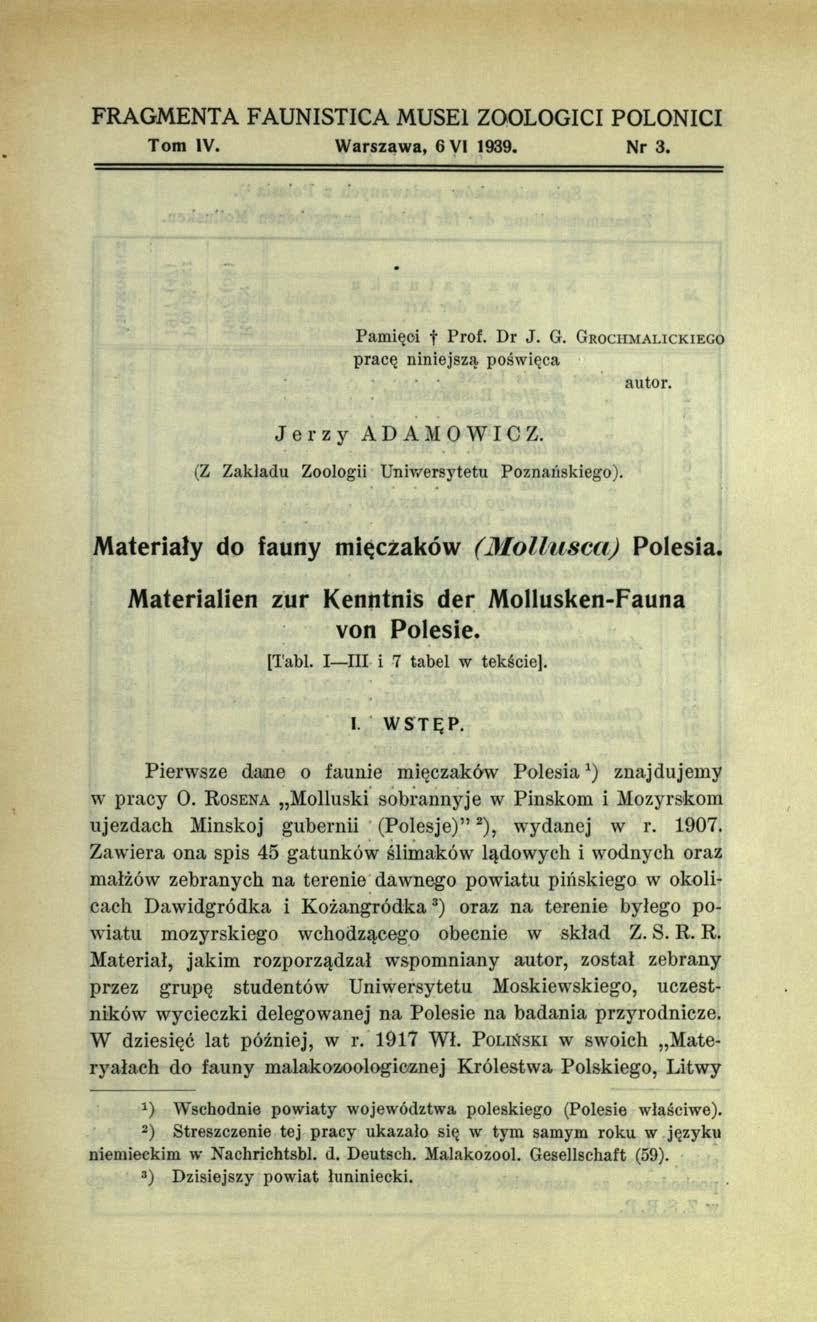 FRAGMENTA FAUNISTICA MUSEI ZOOLOGICI POLONICI
Tom IV. Warszawa, 6 VI 1939. Nr 3.
Pamięci † Prof. Dr J. G. GROCHMALICKIEGO
pracę niniejszą poświęca
autor.
Jerzy ADAMOWICZ.
(Z Zakładu Zoologii Uniwersytetu Poznańskiego).
Materiały do fauny mięczaków (Mollusca) Polesia.
Materialien zur Kenntnis der Mollusken-Fauna
von Polesie.
[Tabl. I—III i 7 tabel w tekście].
I. WSTĘP.
Pierwsze dane o faunie mięczaków Polesia ¹) znajdujemy
w pracy O. ROSENA „Molluski sobrannyje w Pinskom i Mozyrskom
ujezdach Minskoj gubernii (Polesje)” ²), wydanej w r. 1907.
Zawiera ona spis 45 gatunków ślimaków lądowych i wodnych oraz
małżów zebranych na terenie dawnego powiatu pińskiego w okoli-
cach Dawidgródka i Kożangródka ³) oraz na terenie byłego po-
wiatu mozyrskiego wchodzącego obecnie w skład Z. S. R. R.
Materiał, jakim rozporządzał wspomniany autor, został zebrany
przez grupę studentów Uniwersytetu Moskiewskiego, uczest-
ników wycieczki delegowanej na Polesie na badania przyrodnicze.
W dziesięć lat później, w r. 1917 Wł. POLIŃSKI w swoich „Mate-
ryałach do fauny malakozoologicznej Królestwa Polskiego, Litwy
¹) Wschodnie powiaty województwa poleskiego (Polesie właściwe).
²) Streszczenie tej pracy ukazało się w tym samym roku w języku
niemieckim w Nachrichtsbl. d. Deutsch. Malakozool. Gesellschaft (59).
³) Dzisiejszy powiat łuniniecki.